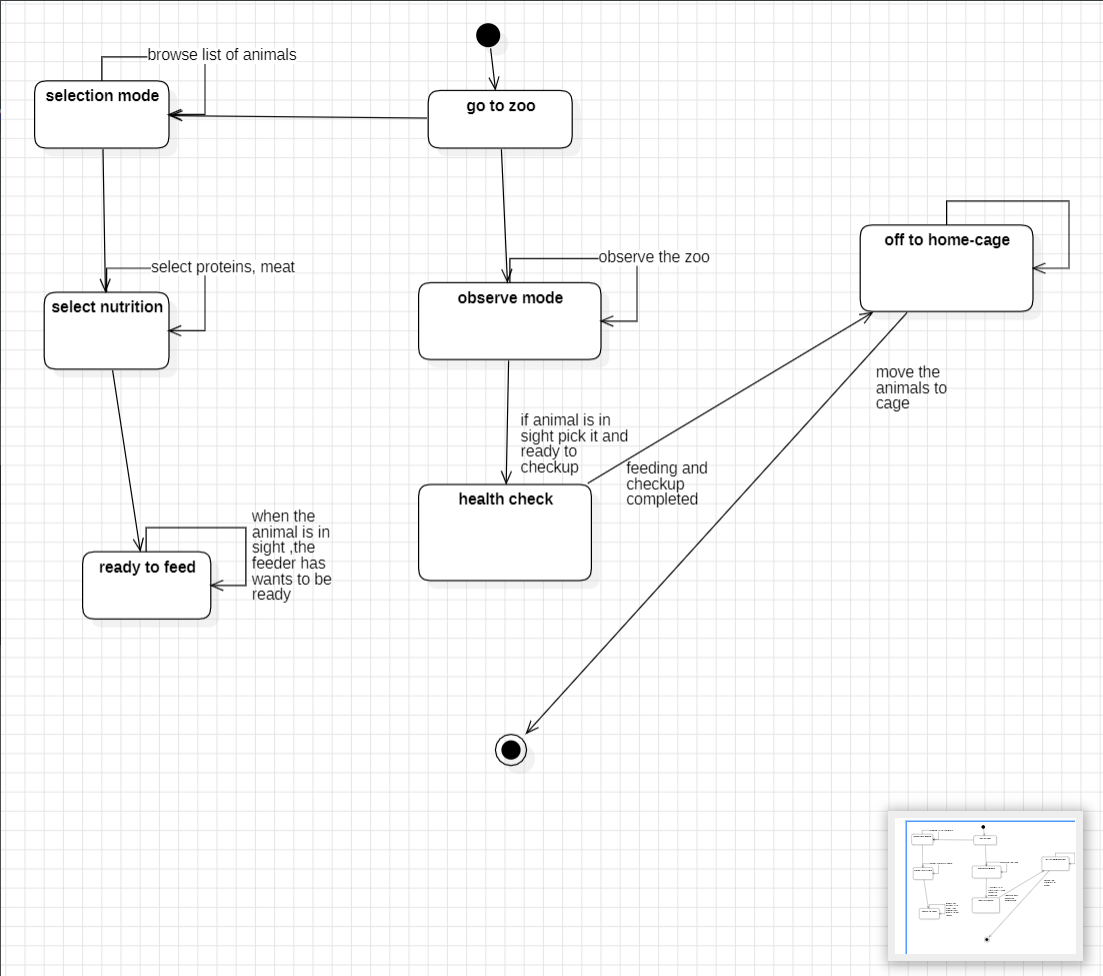 browse list of animals
selection mode
go to zoo
off to home-cage
observe the zoo
select proteins, meat
select nutrition
observe mode
move the
animals to
cage
if animal is in
sight pick it and
ready to
checkup
feeding and
checkup
completed
health check
when the
animal is in
sight ,the
feeder has
wants to be
ready
ready to feed